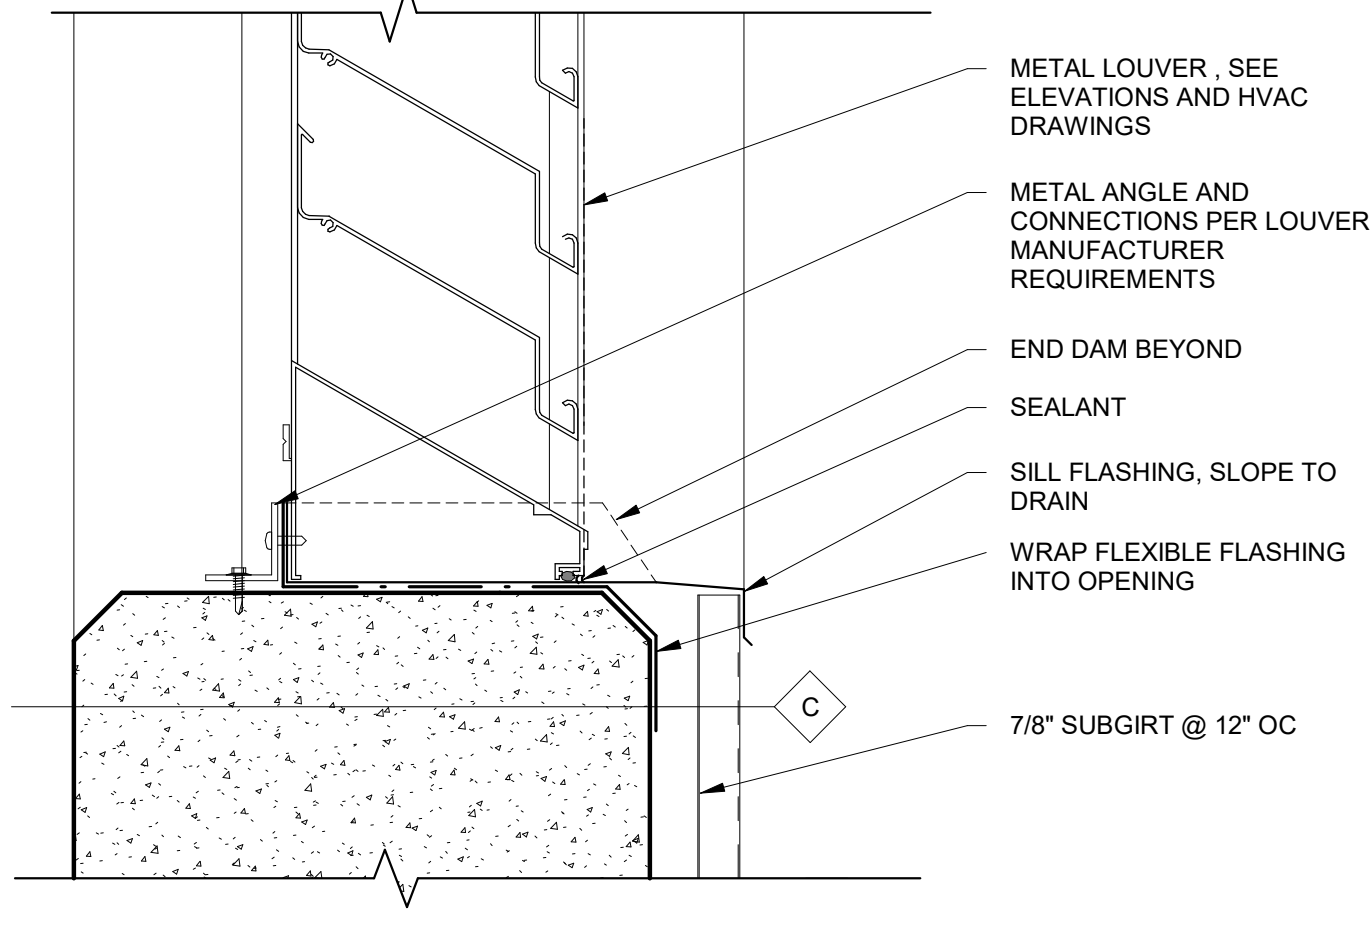 METAL LOUVER , SEE
ELEVATIONS AND HVAC
DRAWINGS
METAL ANGLE AND
CONNECTIONS PER LOUVER
MANUFACTURER
REQUIREMENTS
END DAM BEYOND
SEALANT
SILL FLASHING, SLOPE TO
DRAIN
WRAP FLEXIBLE FLASHING
INTO OPENING
C
7/8" SUBGIRT @ 12" OC